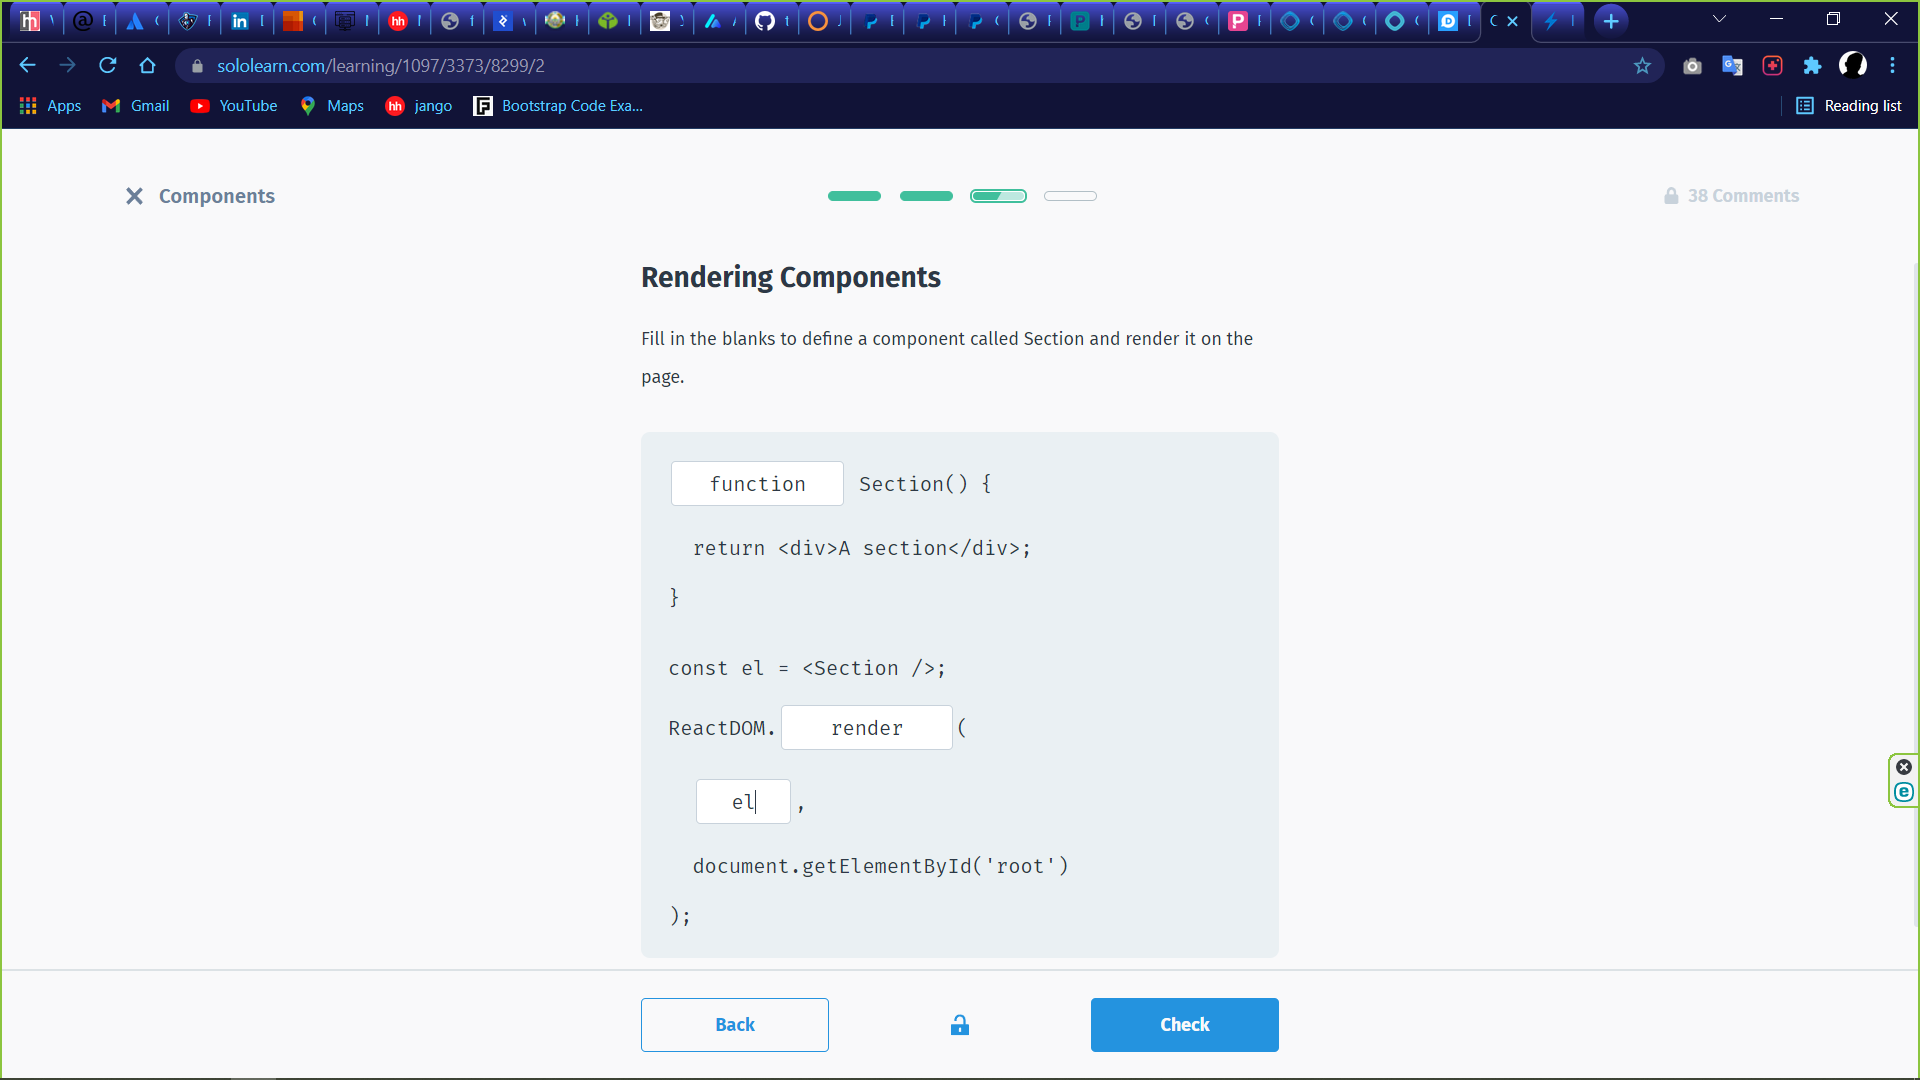 sololearn.com/learning/1097/3373/8299/2
Apps Gmail YouTube Maps jango Bootstrap Code Exa... Reading list
Components
38 Comments
Rendering Components
Fill in the blanks to define a component called Section and render it on the
page.
function Section() {
return <div>A section</div>;
}
const el = <Section />;
ReactDOM. render (
el ,
document.getElementById('root')
);
Back
Check